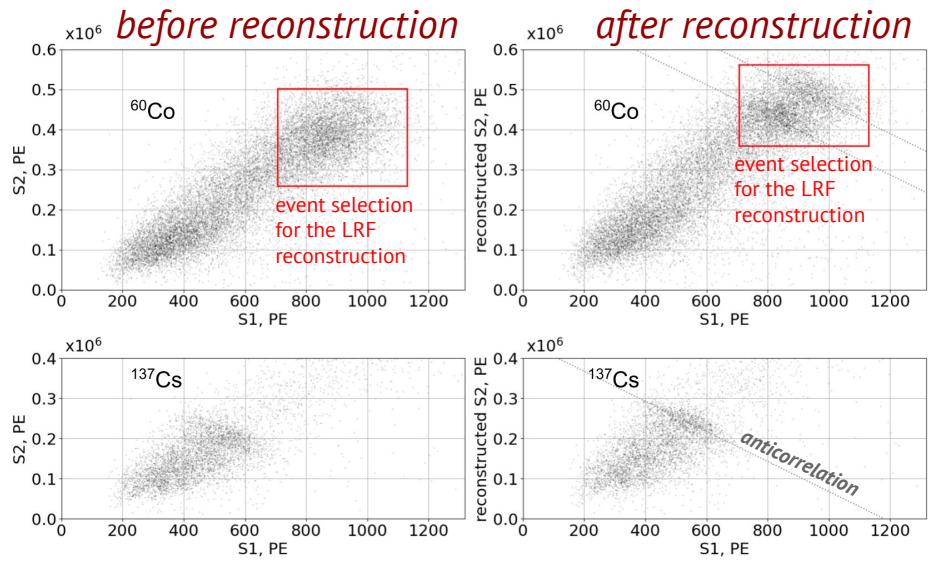 before reconstruction
after reconstruction
x10⁶
0.6
0.5
0.4
0.3
0.2
0.1
0.0
S2, PE
⁶⁰Co
event selection
for the LRF
reconstruction
0 200 400 600 800 1000 1200
S1, PE
x10⁶
0.6
0.5
0.4
0.3
0.2
0.1
0.0
reconstructed S2, PE
⁶⁰Co
event selection
for the LRF
reconstruction
0 200 400 600 800 1000 1200
S1, PE
x10⁶
0.4
0.3
0.2
0.1
0.0
S2, PE
¹³⁷Cs
0 200 400 600 800 1000 1200
S1, PE
x10⁶
0.4
0.3
0.2
0.1
0.0
reconstructed S2, PE
¹³⁷Cs
anticorrelation
0 200 400 600 800 1000 1200
S1, PE